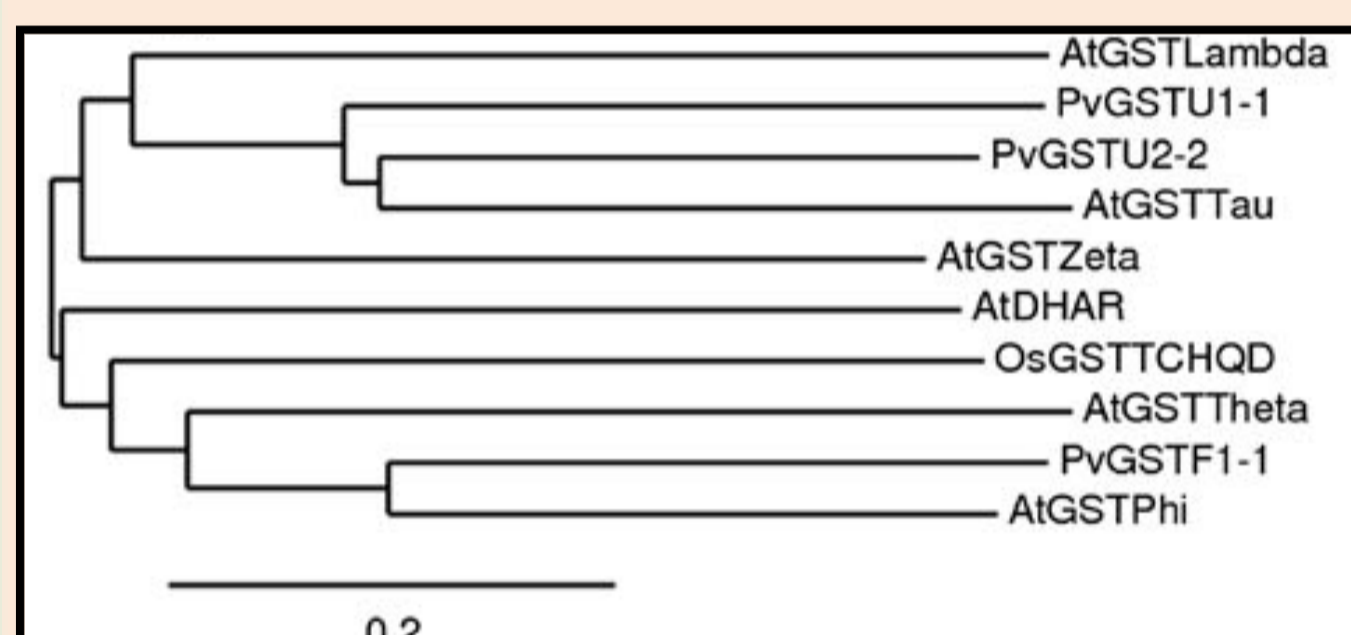 AtGSTLambda
PvGSTU1-1
PvGSTU2-2
AtGSTTau
AtGSTZeta
AtDHAR
OsGSTTCHQD
AtGSTTheta
PvGSTF1-1
AtGSTPhi
0.2